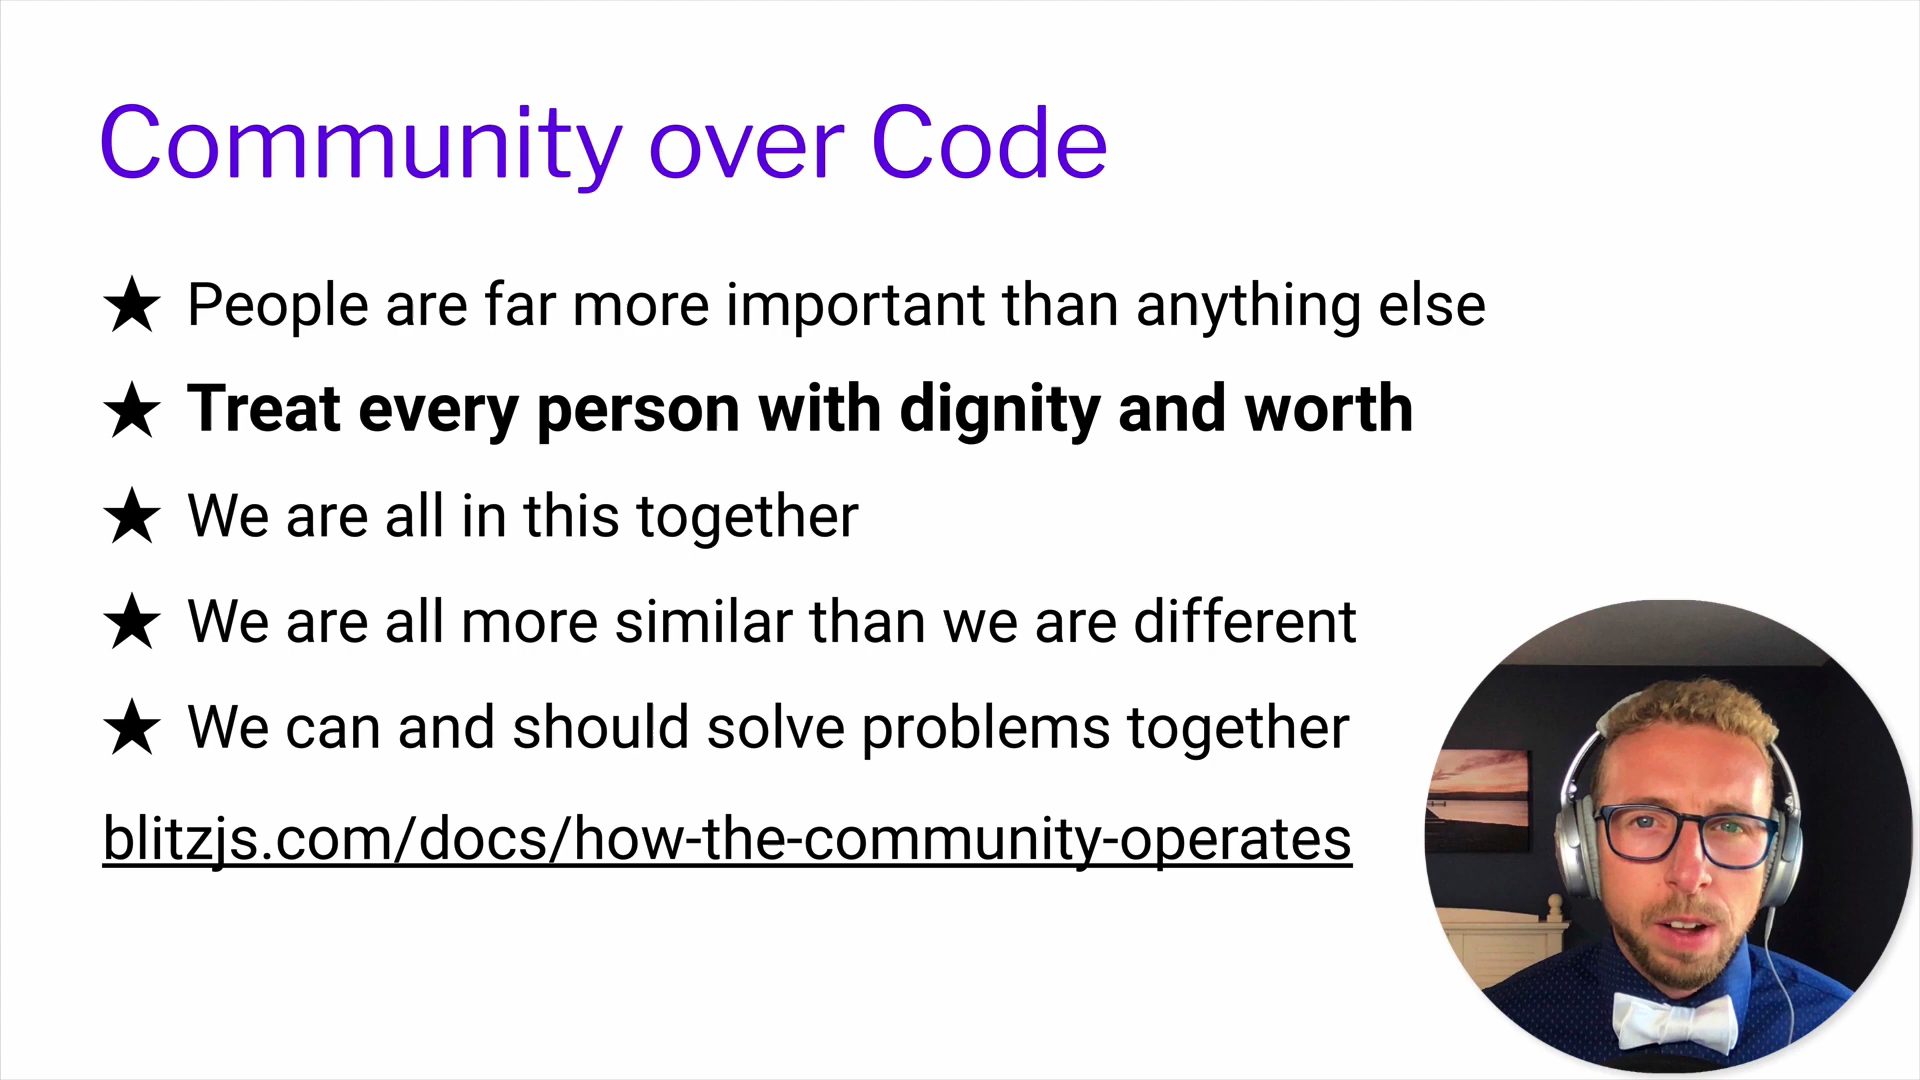 Community over Code
★ People are far more important than anything else
★ Treat every person with dignity and worth
★ We are all in this together
★ We are all more similar than we are different
★ We can and should solve problems together
blitzjs.com/docs/how-the-community-operates